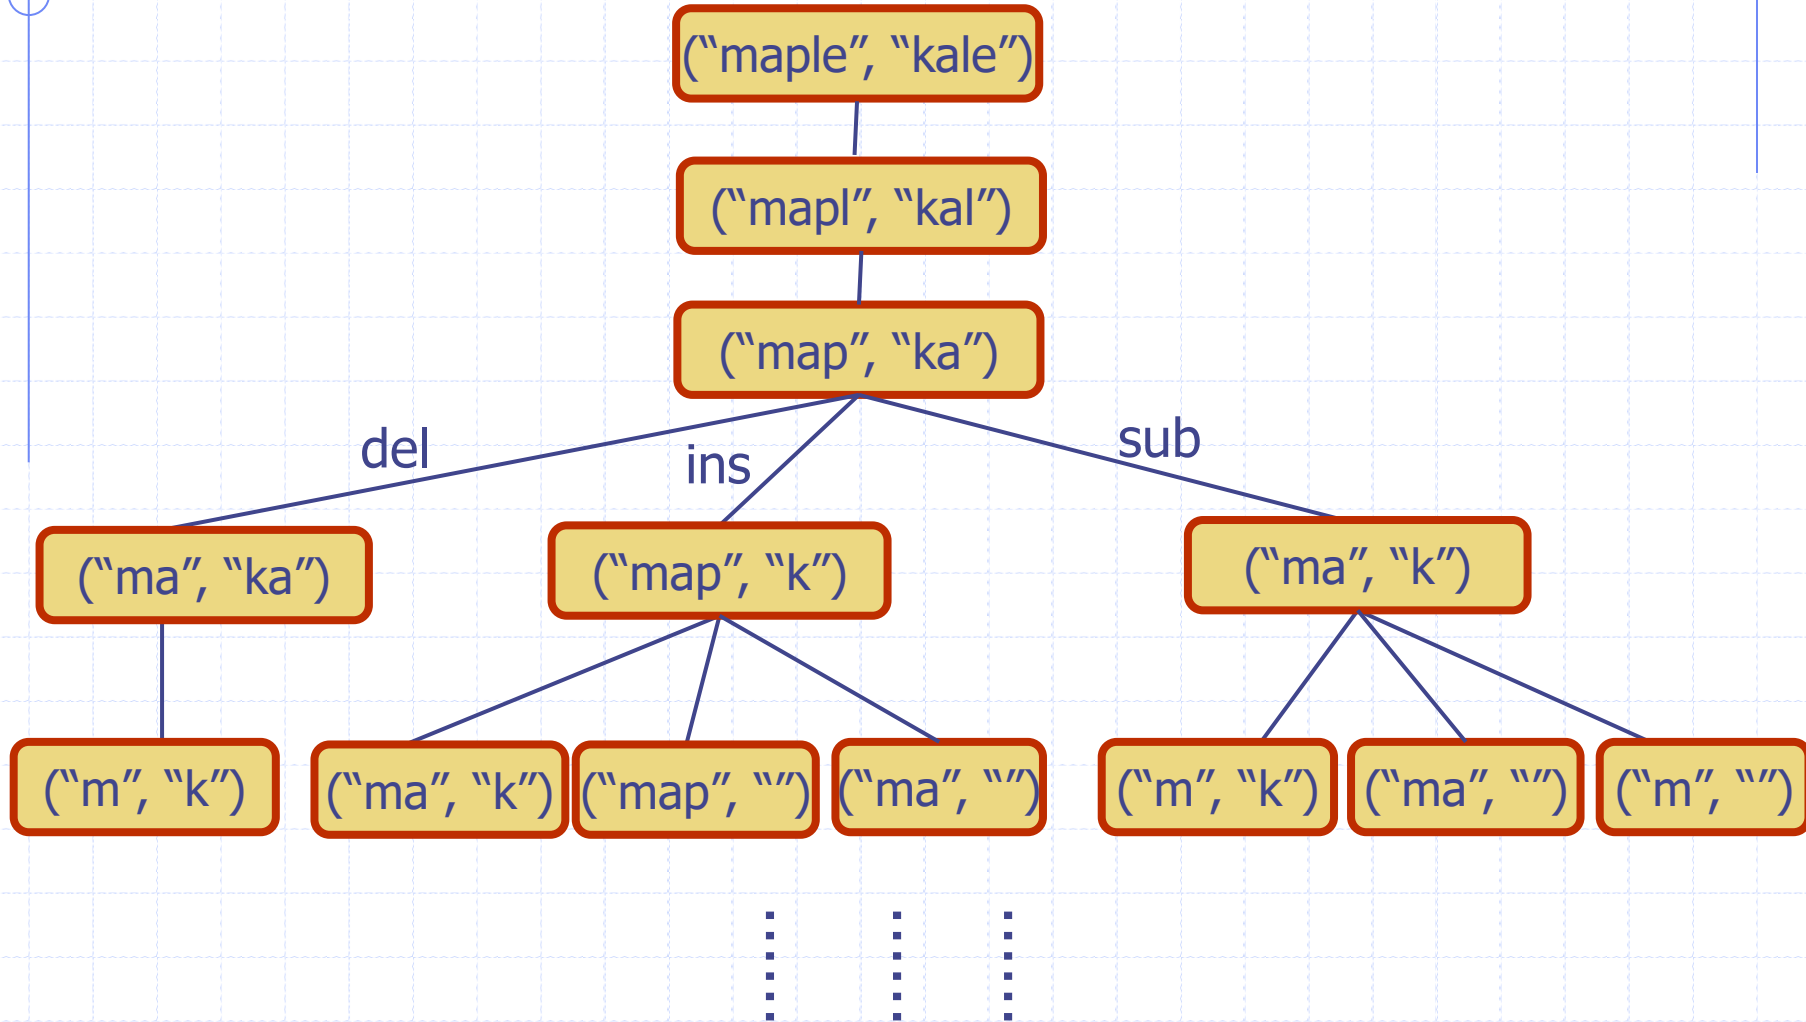 (“maple”, “kale”)
(“mapl”, “kal”)
(“map”, “ka”)
del
ins
sub
(“ma”, “ka”)
(“map”, “k”)
(“ma”, “k”)
(“m”, “k”)
(“ma”, “k”)
(“map”, “”)
(“ma”, “”)
(“m”, “k”)
(“ma”, “”)
(“m”, “”)